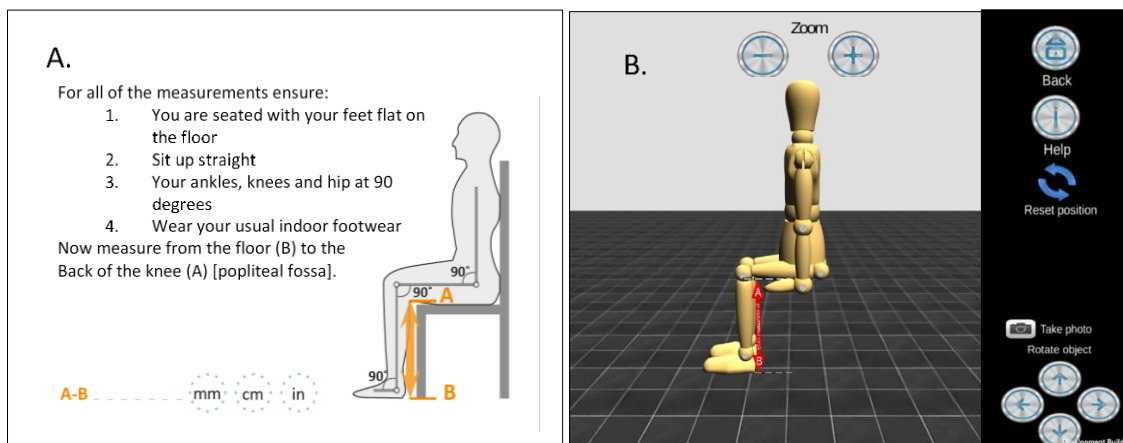 A.
For all of the measurements ensure:
1. You are seated with your feet flat on
the floor
2. Sit up straight
3. Your ankles, knees and hip at 90
degrees
4. Wear your usual indoor footwear
Now measure from the floor (B) to the
Back of the knee (A) [popliteal fossa].
90°
90°
A
90°
B
A-B
mm cm in
B.
Zoom
A
B
Back
Help
Reset position
Take photo
Rotate object